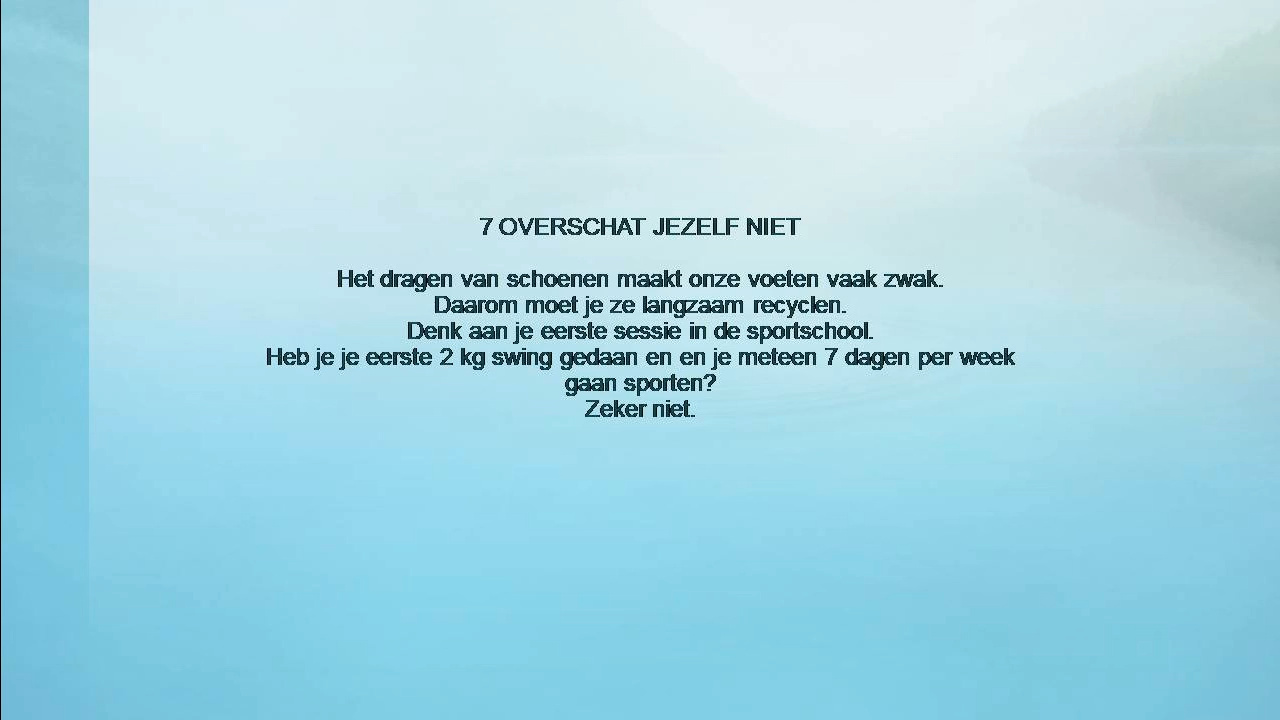 7 OVERSCHAT JEZELF NIET
Het dragen van schoenen maakt onze voeten vaak zwak.
Daarom moet je ze langzaam recyclen.
Denk aan je eerste sessie in de sportschool.
Heb je je eerste 2 kg swing gedaan en en je meteen 7 dagen per week
gaan sporten?
Zeker niet.